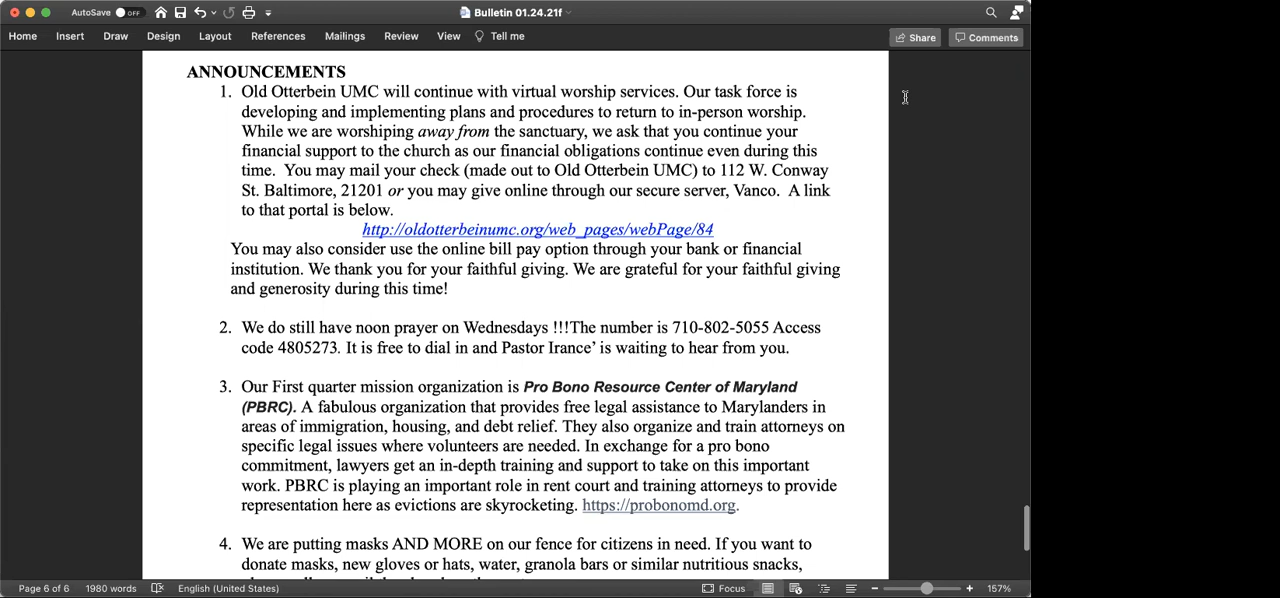 AutoSave OFF
Bulletin 01.24.21f
Home Insert Draw Design Layout References Mailings Review View Tell me Share Comments
ANNOUNCEMENTS
1. Old Otterbein UMC will continue with virtual worship services. Our task force is
developing and implementing plans and procedures to return to in-person worship.
While we are worshiping away from the sanctuary, we ask that you continue your
financial support to the church as our financial obligations continue even during this
time. You may mail your check (made out to Old Otterbein UMC) to 112 W. Conway
St. Baltimore, 21201 or you may give online through our secure server, Vanco. A link
to that portal is below.
http://oldotterbeinumc.org/web_pages/webPage/84
You may also consider use the online bill pay option through your bank or financial
institution. We thank you for your faithful giving. We are grateful for your faithful giving
and generosity during this time!
2. We do still have noon prayer on Wednesdays !!!The number is 710-802-5055 Access
code 4805273. It is free to dial in and Pastor Irance’ is waiting to hear from you.
3. Our First quarter mission organization is Pro Bono Resource Center of Maryland
(PBRC). A fabulous organization that provides free legal assistance to Marylanders in
areas of immigration, housing, and debt relief. They also organize and train attorneys on
specific legal issues where volunteers are needed. In exchange for a pro bono
commitment, lawyers get an in-depth training and support to take on this important
work. PBRC is playing an important role in rent court and training attorneys to provide
representation here as evictions are skyrocketing. https://probonomd.org.
4. We are putting masks AND MORE on our fence for citizens in need. If you want to
donate masks, new gloves or hats, water, granola bars or similar nutritious snacks,
Page 6 of 6 1980 words English (United States) Focus 157%